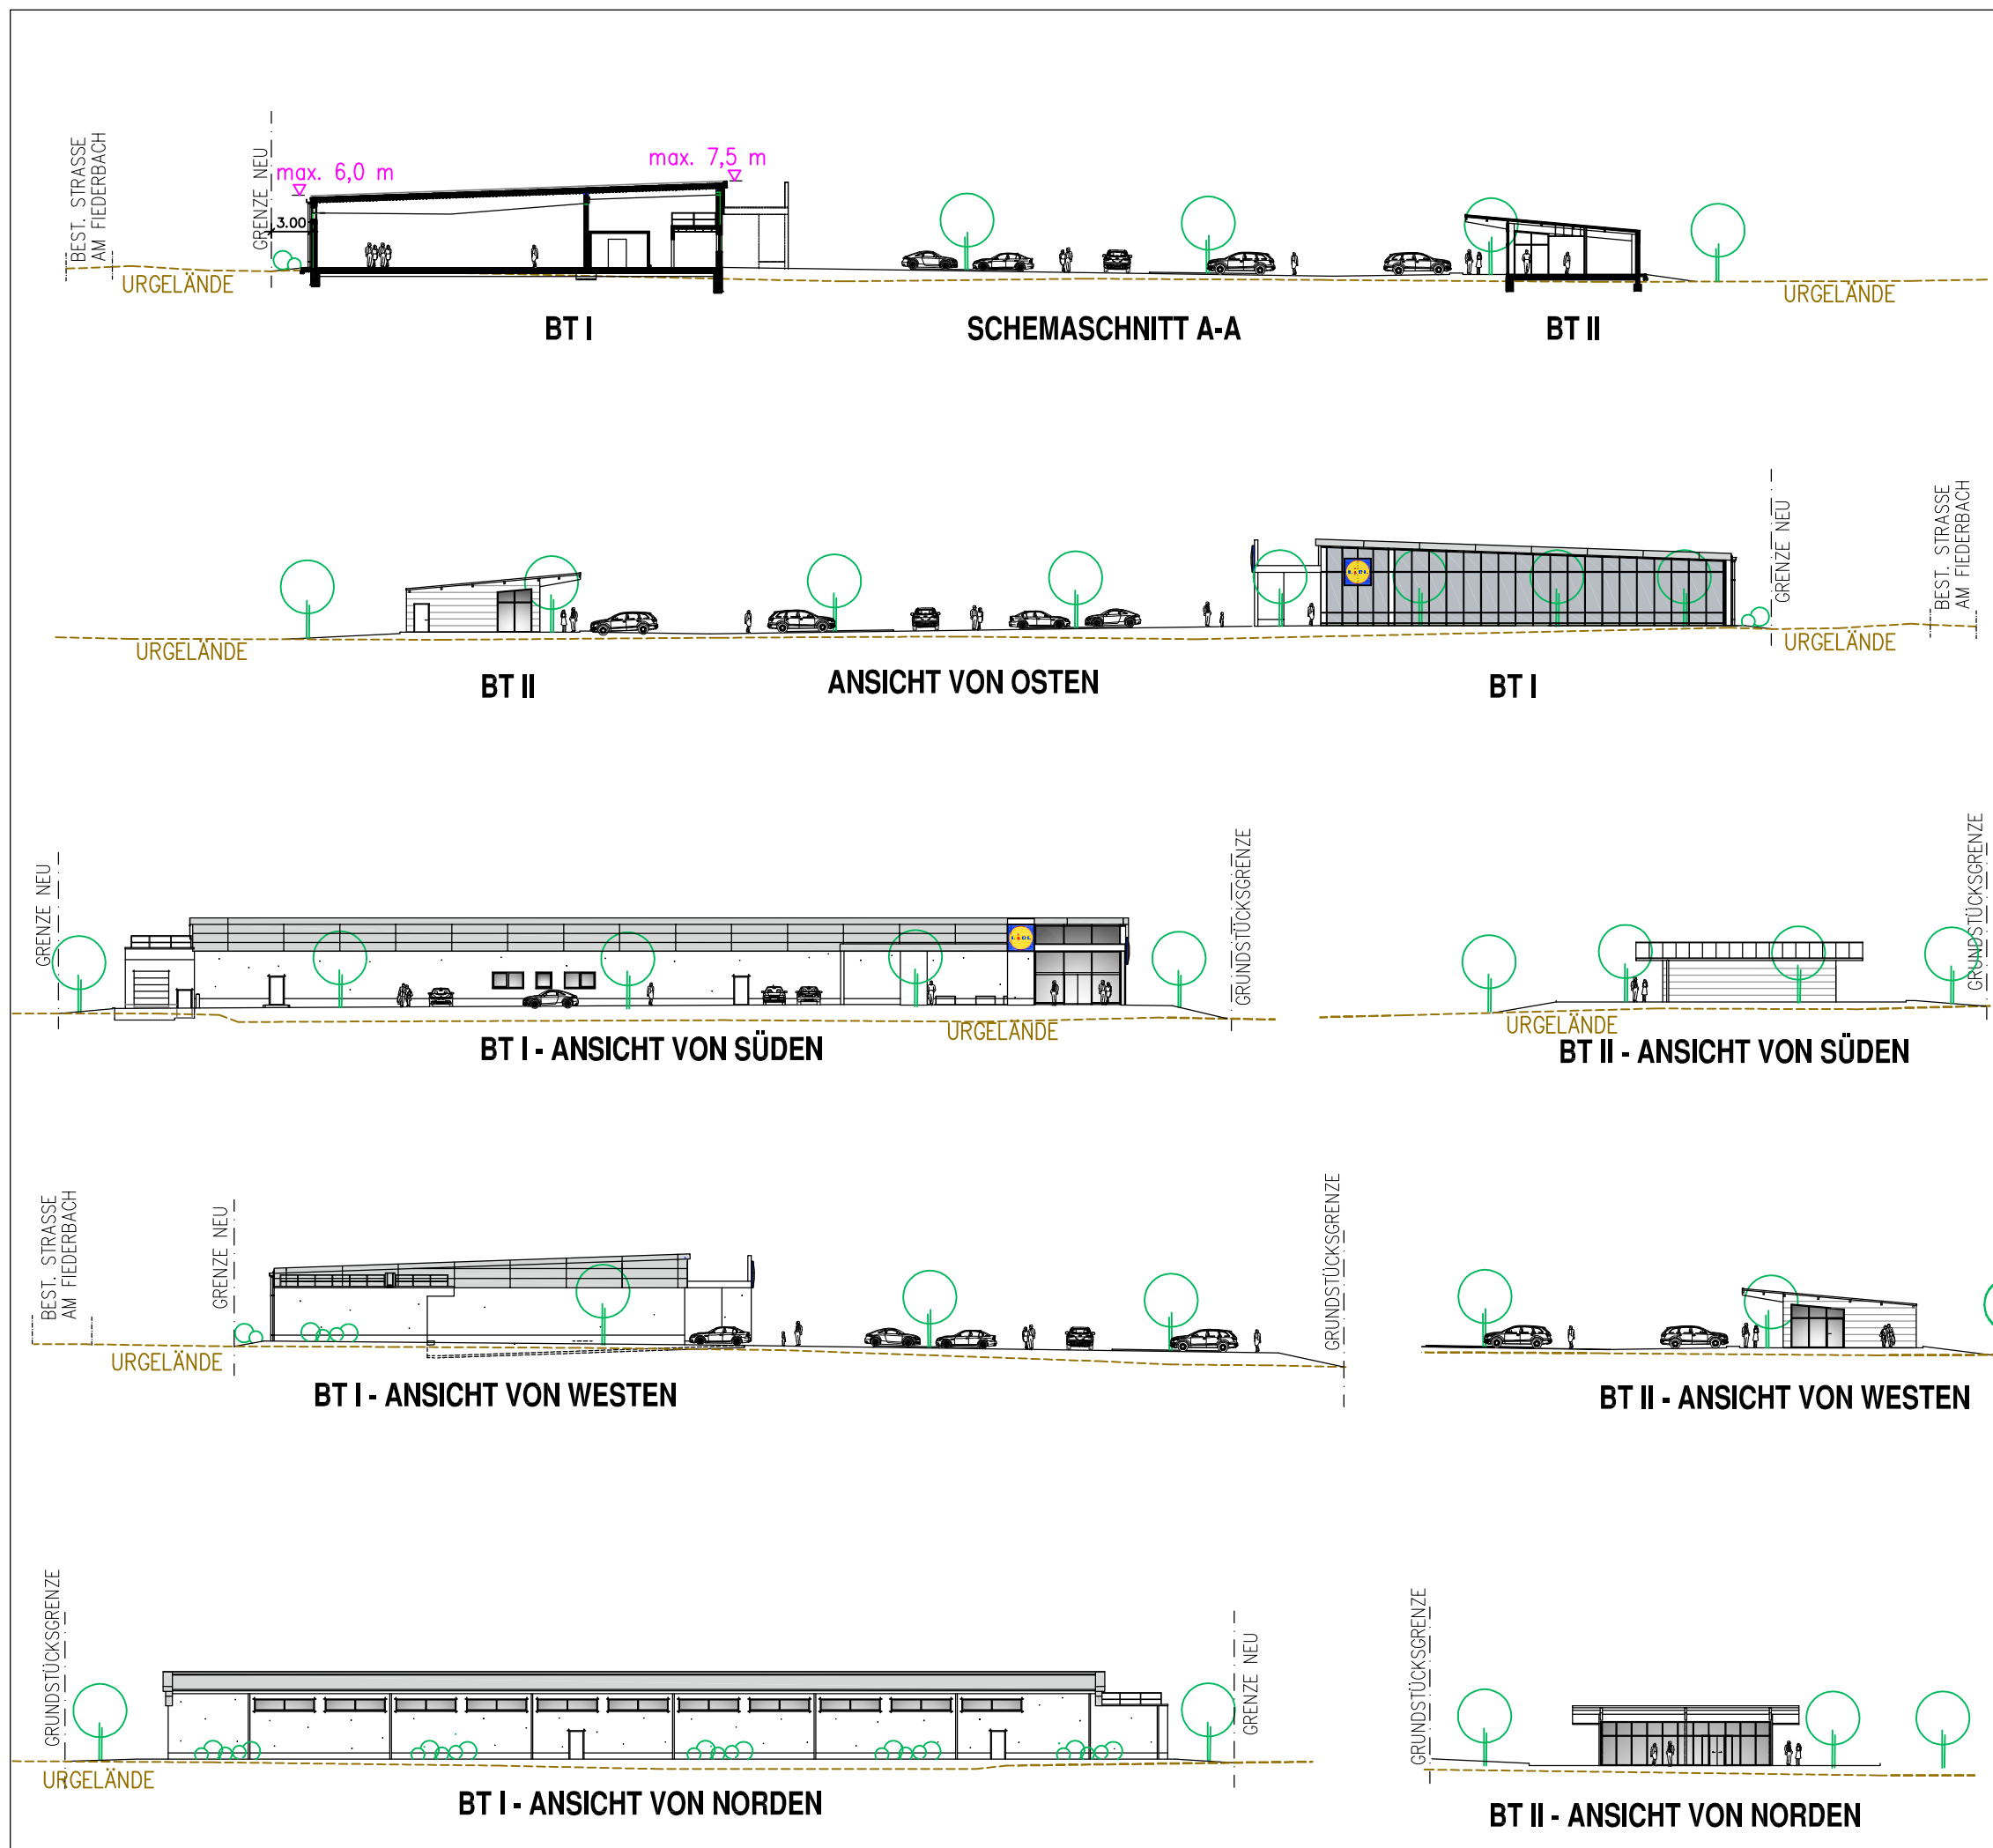 BEST. STRASSE
AM FIEDERBACH
GRENZE NEU
max. 6,0 m
max. 7,5 m
3.00
URGELÄNDE
URGELÄNDE
BT I
SCHEMASCHNITT A-A
BT II
GRENZE NEU
BEST. STRASSE
AM FIEDERBACH
LIDL
URGELÄNDE
URGELÄNDE
BT II
ANSICHT VON OSTEN
BT I
GRENZE NEU
GRUNDSTÜCKSGRENZE
GRUNDSTÜCKSGRENZE
LIDL
URGELÄNDE
URGELÄNDE
BT I - ANSICHT VON SÜDEN
BT II - ANSICHT VON SÜDEN
BEST. STRASSE
AM FIEDERBACH
GRENZE NEU
GRUNDSTÜCKSGRENZE
URGELÄNDE
BT I - ANSICHT VON WESTEN
BT II - ANSICHT VON WESTEN
GRUNDSTÜCKSGRENZE
GRENZE NEU
GRUNDSTÜCKSGRENZE
URGELÄNDE
BT I - ANSICHT VON NORDEN
BT II - ANSICHT VON NORDEN